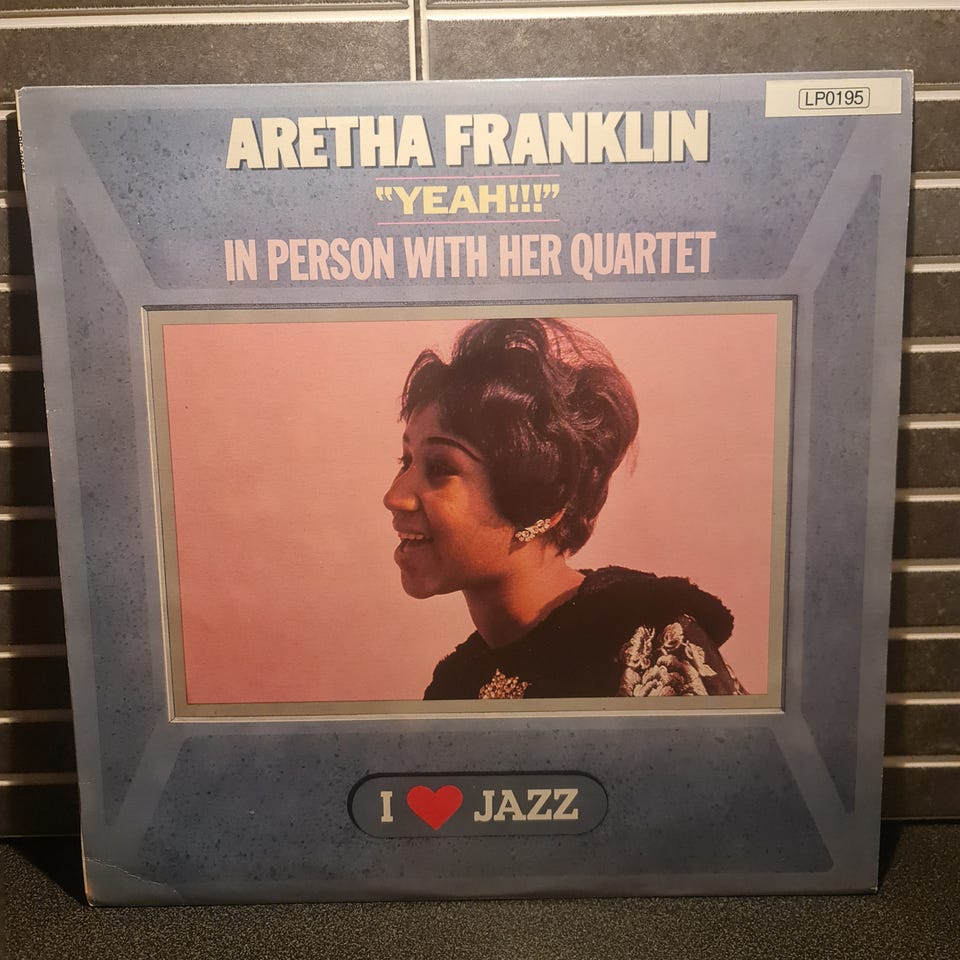 LP0195
ARETHA FRANKLIN
"YEAH!!!"
IN PERSON WITH HER QUARTET
I ♥ JAZZ